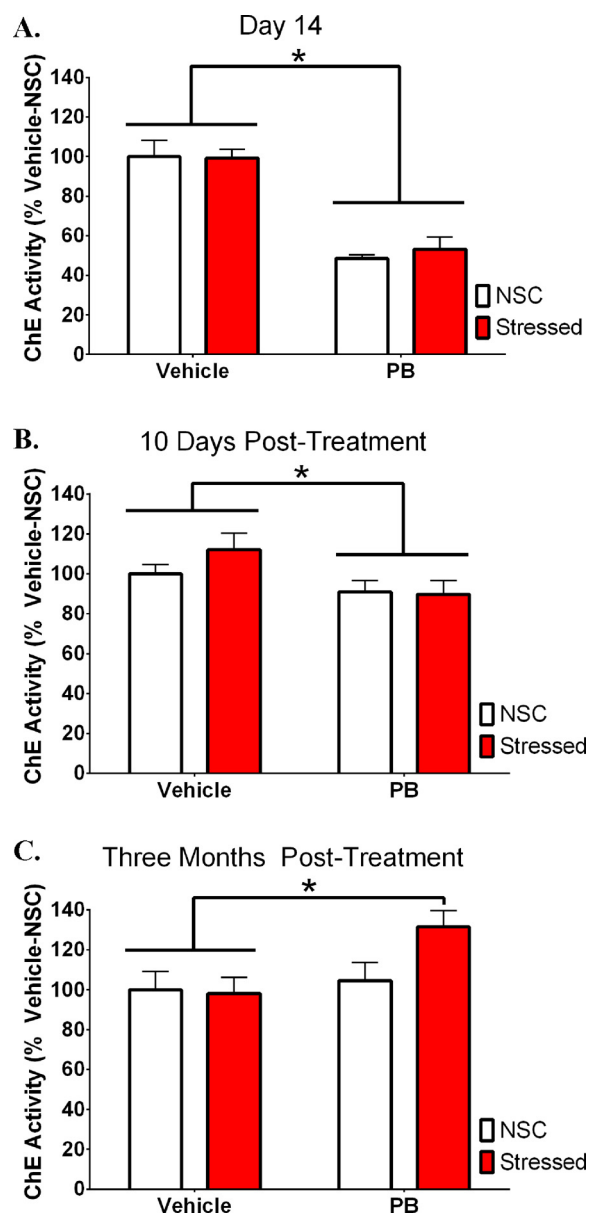 A.
Day 14
ChE Activity (% Vehicle-NSC)
140
120
100
80
60
40
20
0
*
NSC
Stressed
Vehicle PB
B.
10 Days Post-Treatment
ChE Activity (% Vehicle-NSC)
140
120
100
80
60
40
20
0
*
NSC
Stressed
Vehicle PB
C.
Three Months Post-Treatment
ChE Activity (% Vehicle-NSC)
140
120
100
80
60
40
20
0
*
NSC
Stressed
Vehicle PB